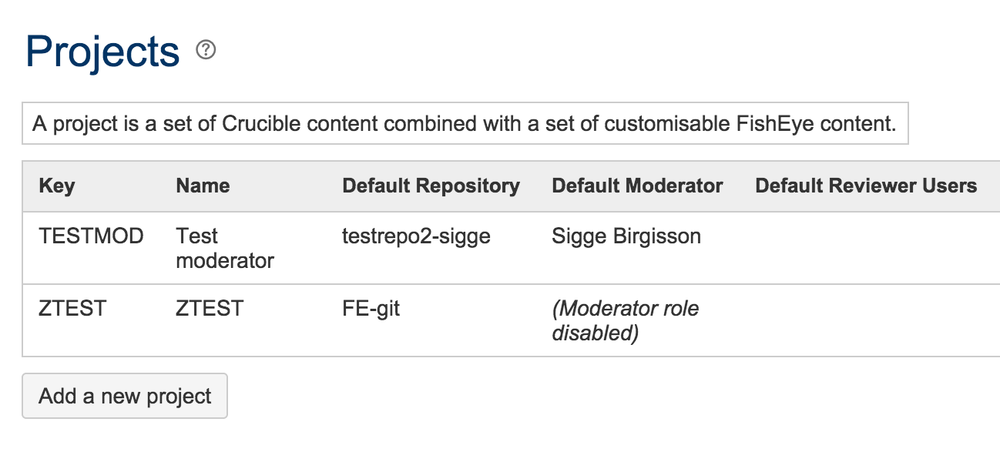 Projects ?
A project is a set of Crucible content combined with a set of customisable FishEye content.
Key Name Default Repository Default Moderator Default Reviewer Users
TESTMOD Test moderator testrepo2-sigge Sigge Birgisson
ZTEST ZTEST FE-git (Moderator role disabled)
Add a new project